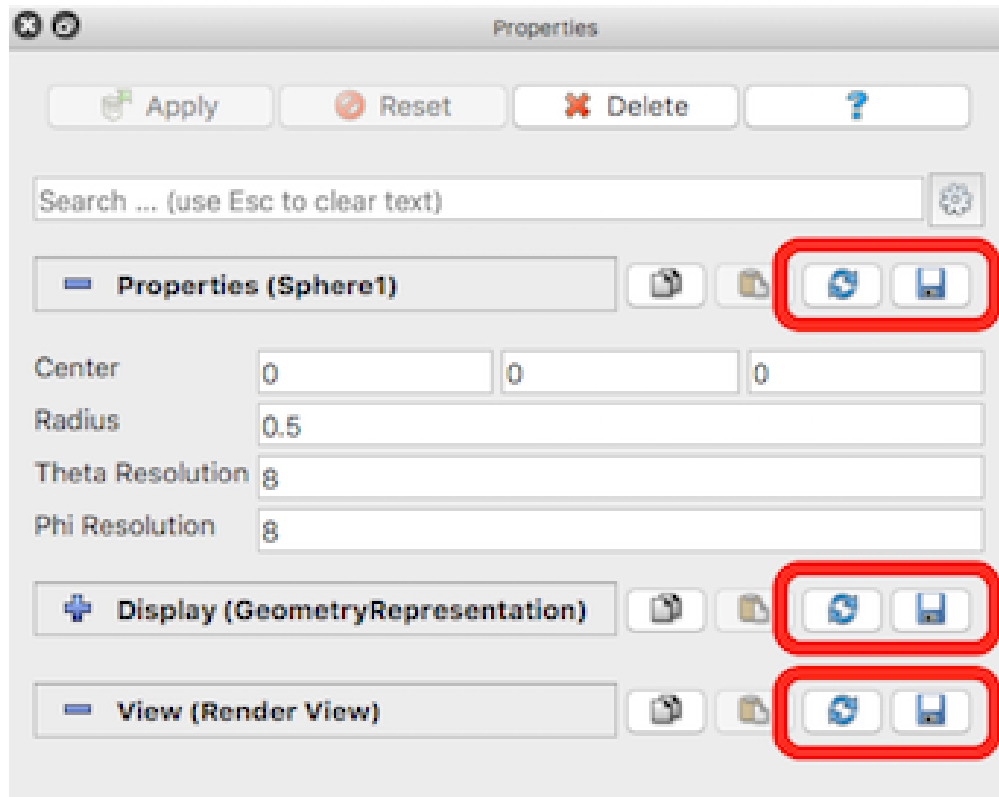 Properties
Apply Reset Delete ?
Search ... (use Esc to clear text)
Properties (Sphere1)
Center 0 0 0
Radius 0.5
Theta Resolution 8
Phi Resolution 8
Display (GeometryRepresentation)
View (Render View)